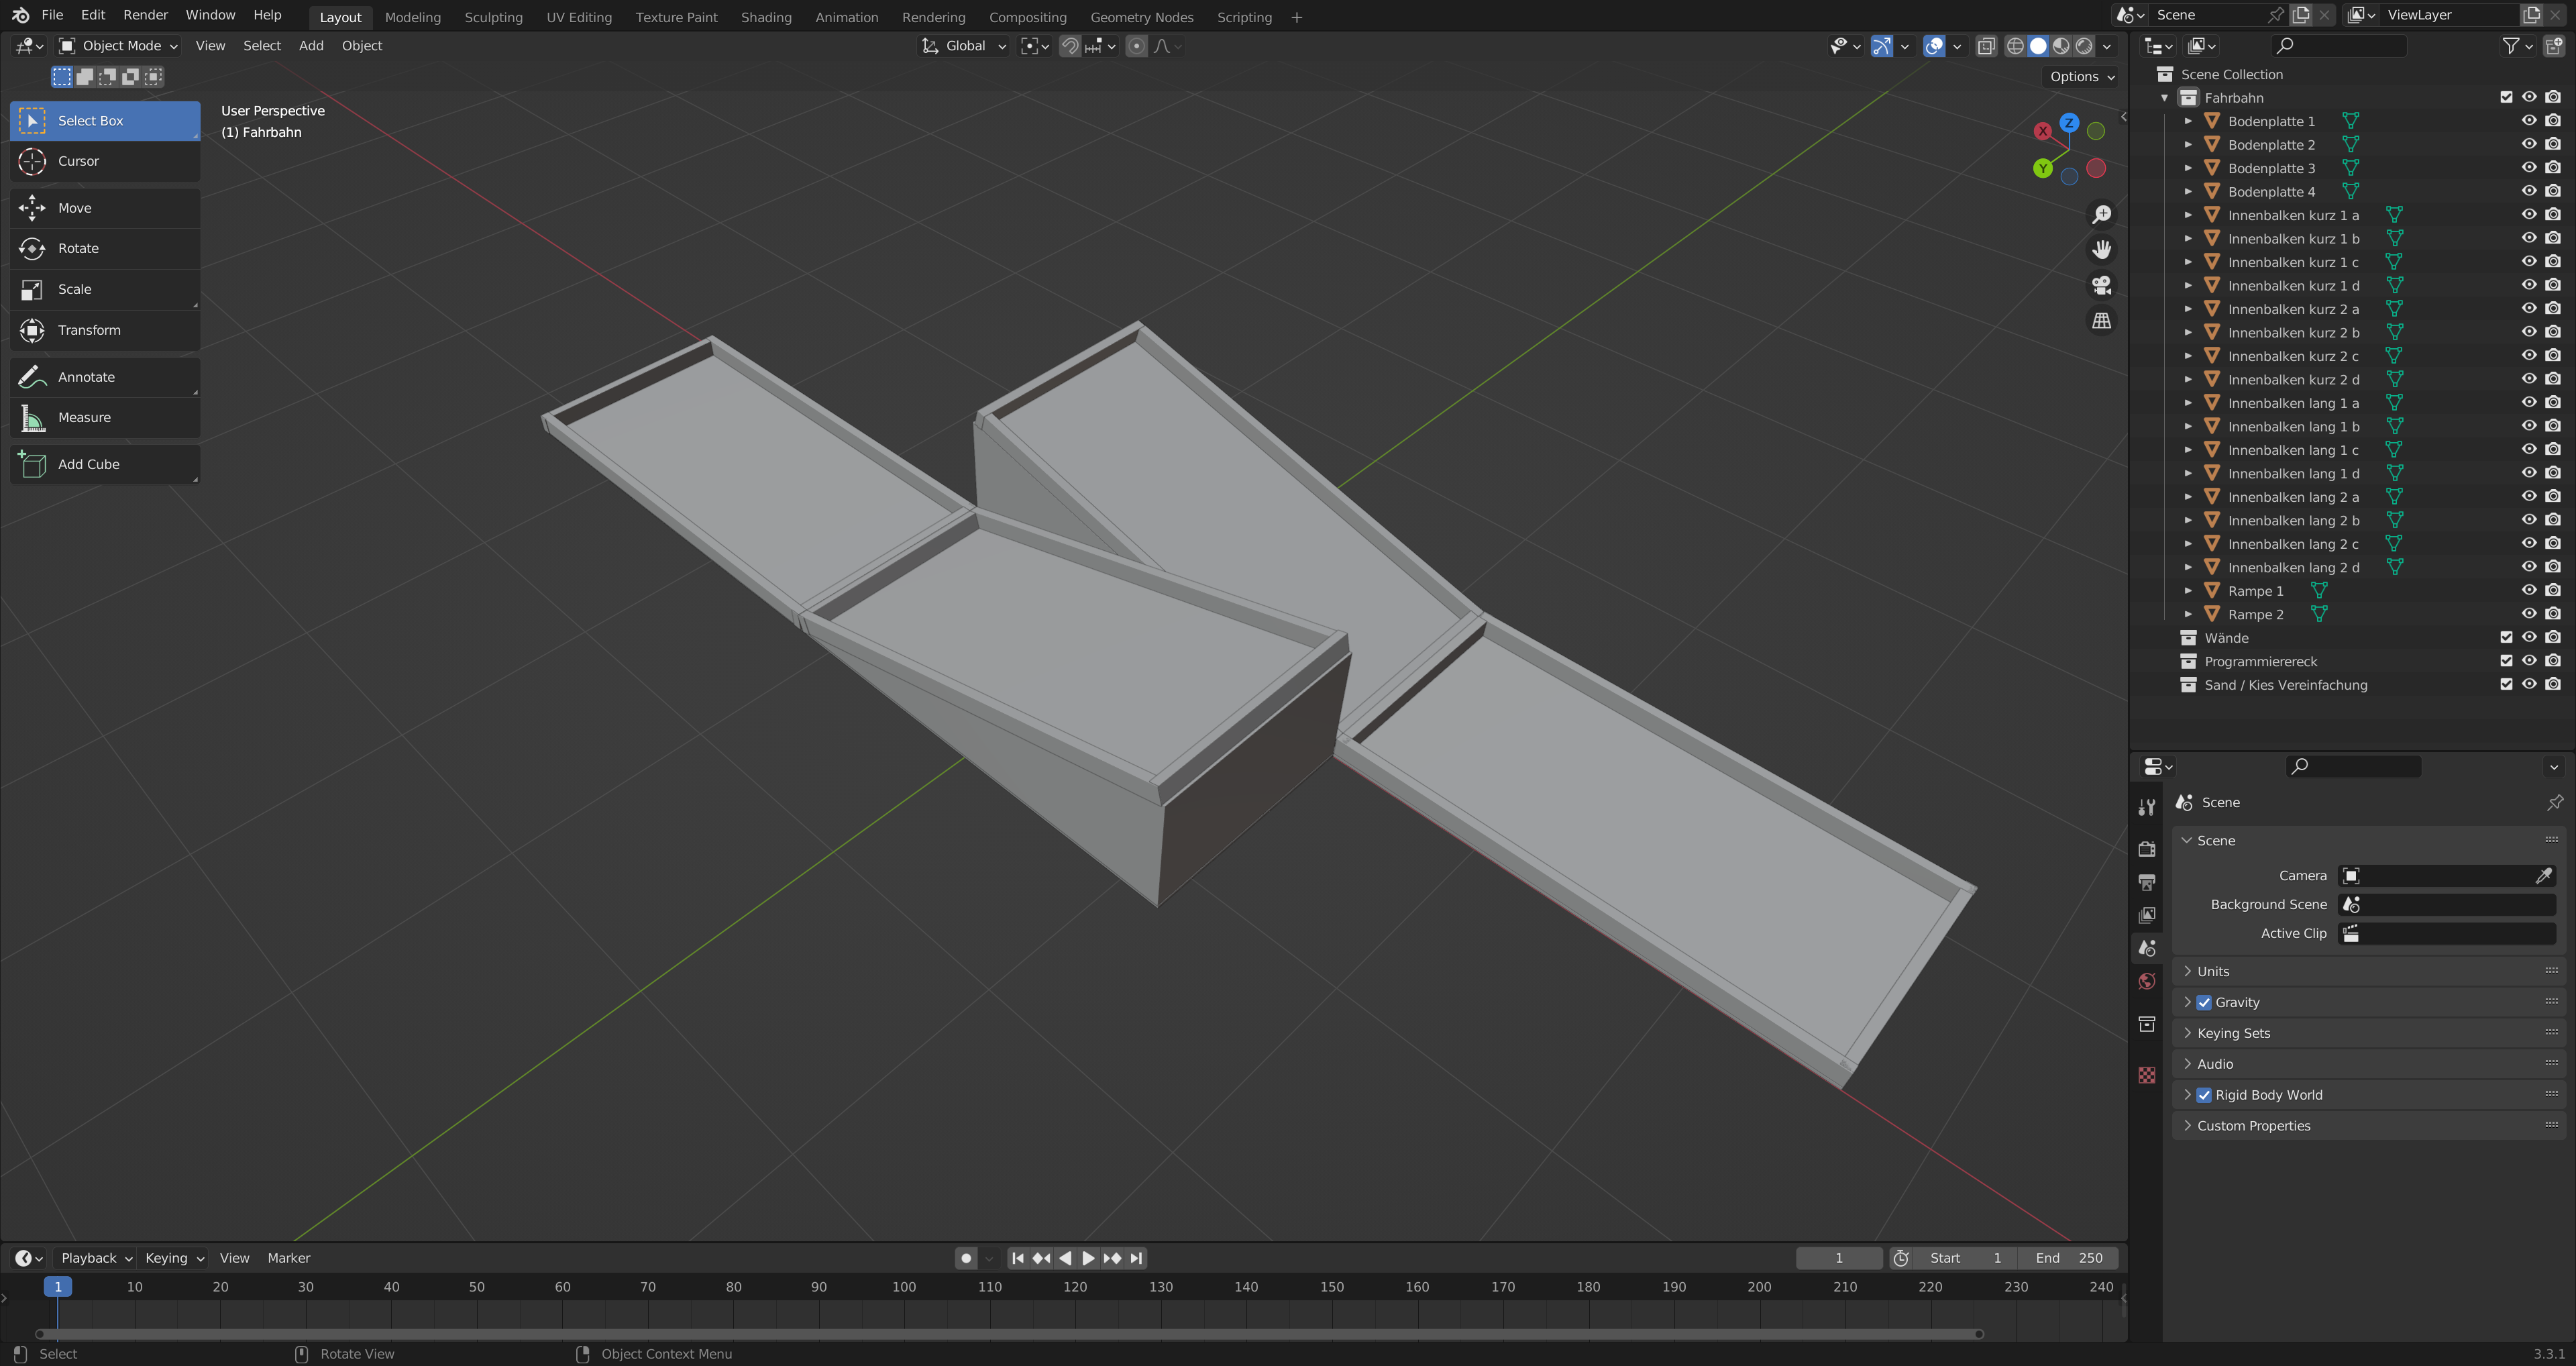 File Edit Render Window Help Layout Modeling Sculpting UV Editing Texture Paint Shading Animation Rendering Compositing Geometry Nodes Scripting + Scene ViewLayer
Object Mode View Select Add Object Global
Options
User Perspective
(1) Fahrbahn
Select Box
Cursor
Move
Rotate
Scale
Transform
Annotate
Measure
Add Cube
X
Y
Z
Scene Collection
Fahrbahn
Bodenplatte 1
Bodenplatte 2
Bodenplatte 3
Bodenplatte 4
Innenbalken kurz 1 a
Innenbalken kurz 1 b
Innenbalken kurz 1 c
Innenbalken kurz 1 d
Innenbalken kurz 2 a
Innenbalken kurz 2 b
Innenbalken kurz 2 c
Innenbalken kurz 2 d
Innenbalken lang 1 a
Innenbalken lang 1 b
Innenbalken lang 1 c
Innenbalken lang 1 d
Innenbalken lang 2 a
Innenbalken lang 2 b
Innenbalken lang 2 c
Innenbalken lang 2 d
Rampe 1
Rampe 2
Wände
Programmierereck
Sand / Kies Vereinfachung
Scene
Scene
Camera
Background Scene
Active Clip
Units
Gravity
Keying Sets
Audio
Rigid Body World
Custom Properties
Playback Keying View Marker 1 Start 1 End 250
1 10 20 30 40 50 60 70 80 90 100 110 120 130 140 150 160 170 180 190 200 210 220 230 240
Select Rotate View Object Context Menu 3.3.1